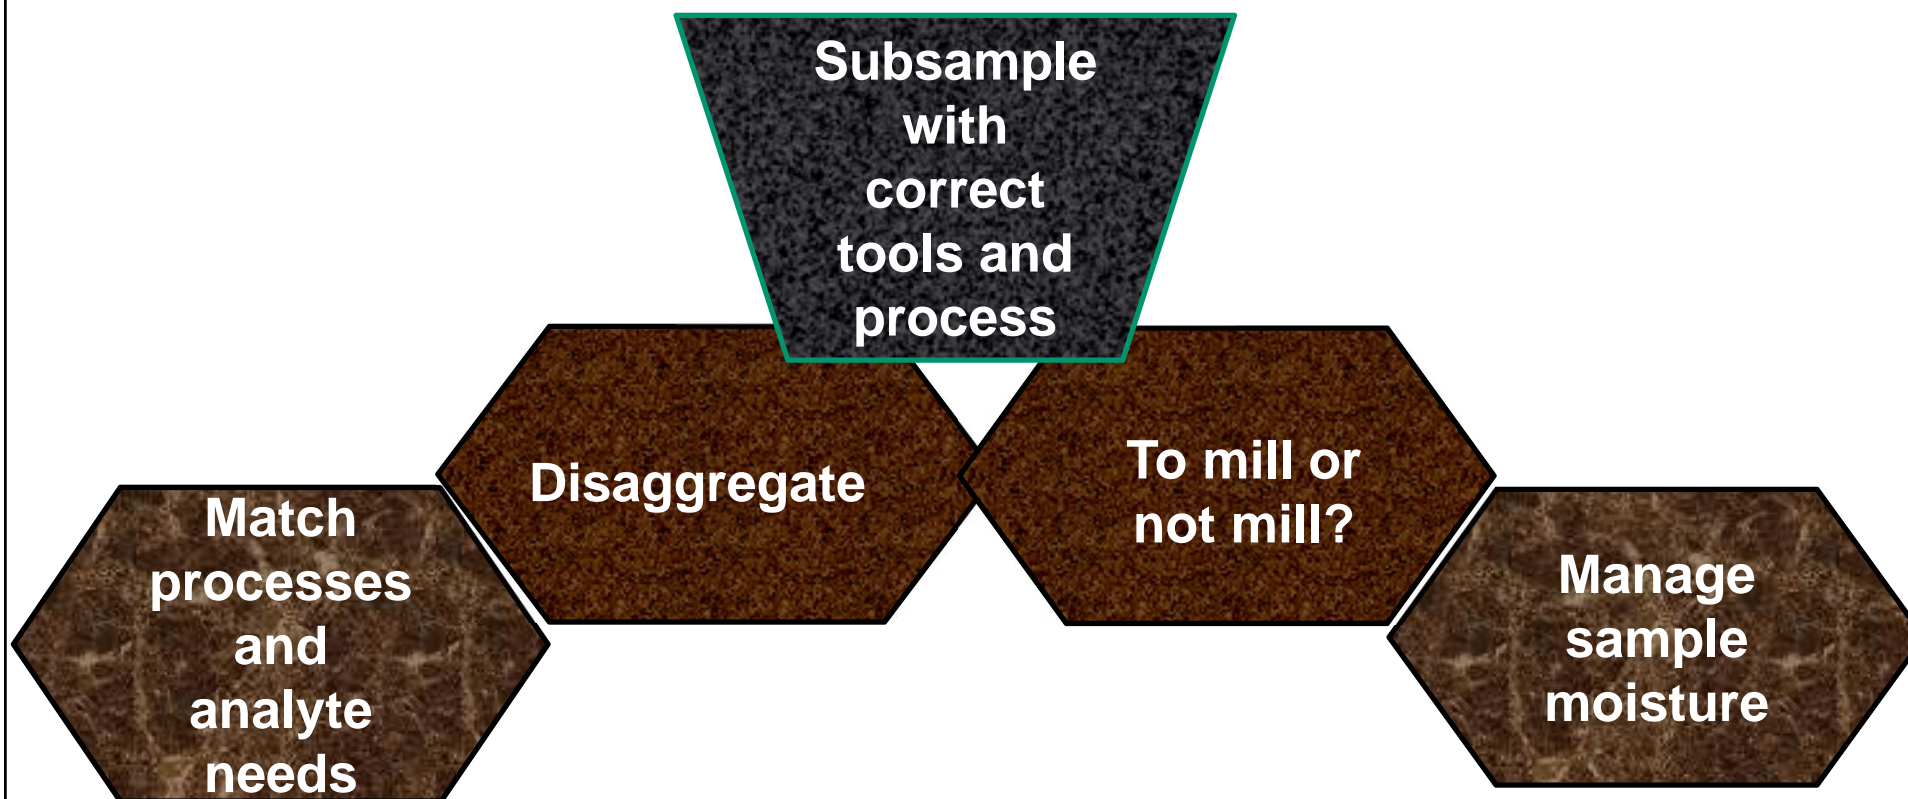 Subsample
with
correct
tools and
process
Disaggregate
To mill or
not mill?
Match
processes
and
analyte
needs
Manage
sample
moisture